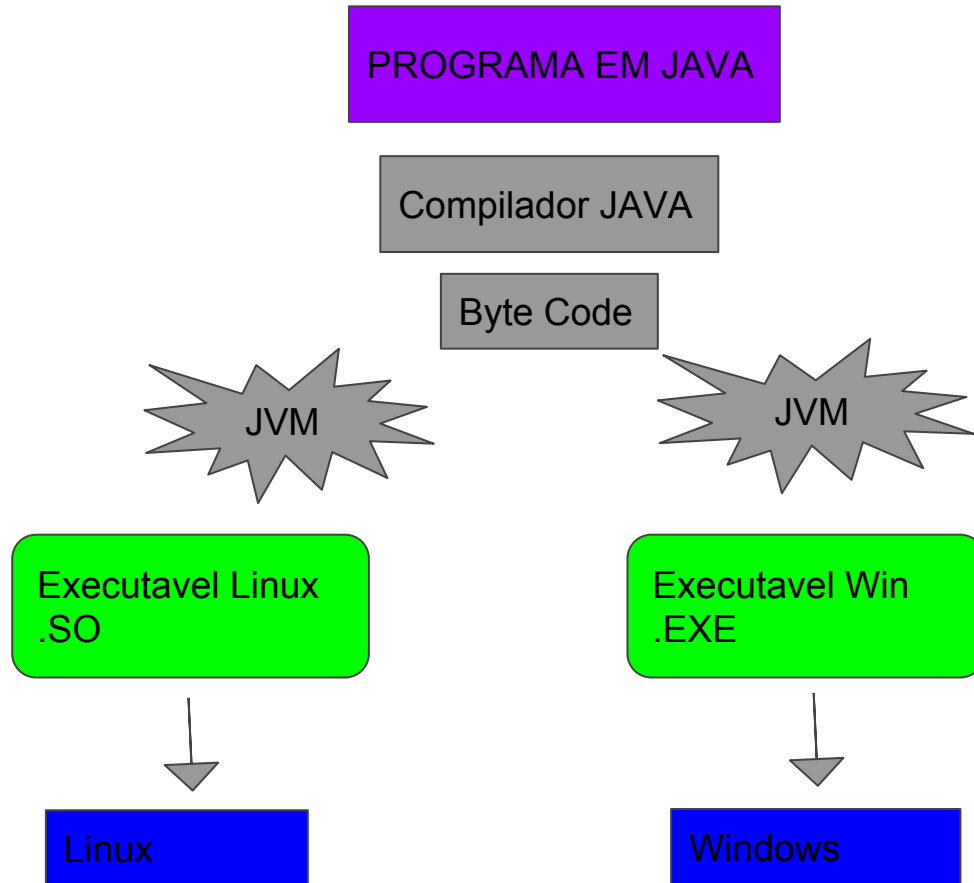 PROGRAMA EM JAVA
Compilador JAVA
Byte Code
JVM
JVM
Executavel Linux
.SO
Executavel Win
.EXE
Linux
Windows